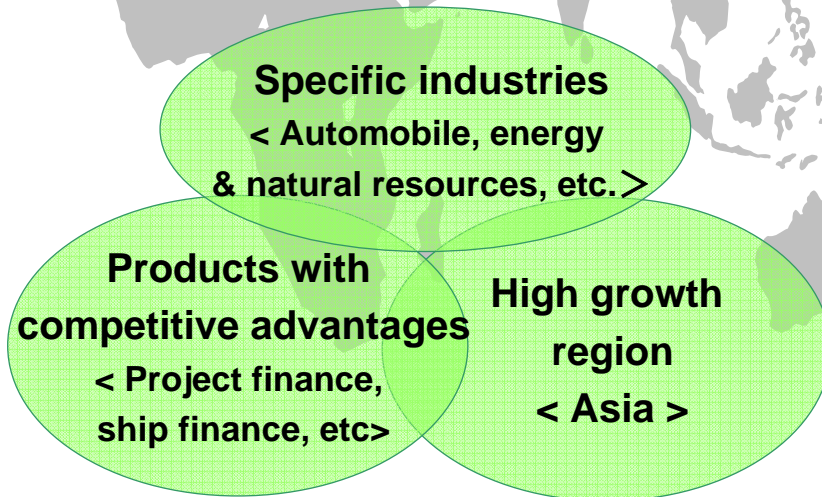 Specific industries
< Automobile, energy
& natural resources, etc.＞
Products with
competitive advantages
< Project finance,
ship finance, etc>
High growth
region
< Asia >